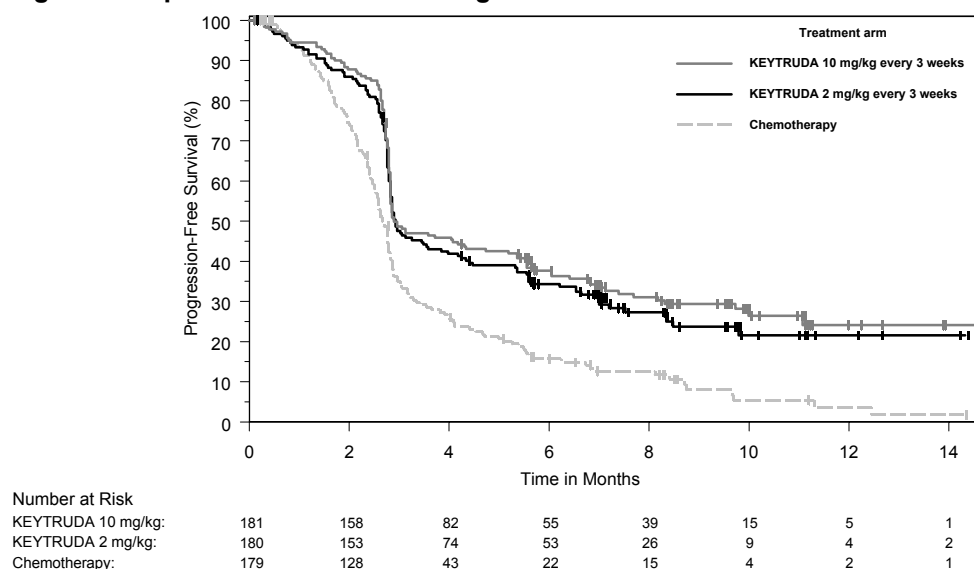 Treatment arm
KEYTRUDA 10 mg/kg every 3 weeks
KEYTRUDA 2 mg/kg every 3 weeks
Chemotherapy
Progression-Free Survival (%)
100
90
80
70
60
50
40
30
20
10
0
0 2 4 6 8 10 12 14
Time in Months
Number at Risk
KEYTRUDA 10 mg/kg: 181 158 82 55 39 15 5 1
KEYTRUDA 2 mg/kg: 180 153 74 53 26 9 4 2
Chemotherapy: 179 128 43 22 15 4 2 1